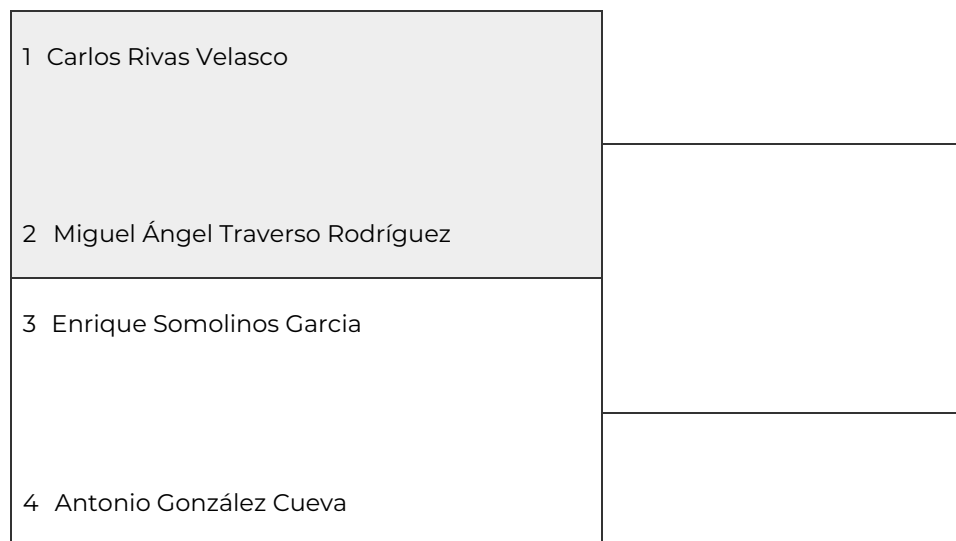 1 Carlos Rivas Velasco
2 Miguel Ángel Traverso Rodríguez
3 Enrique Somolinos Garcia
4 Antonio González Cueva